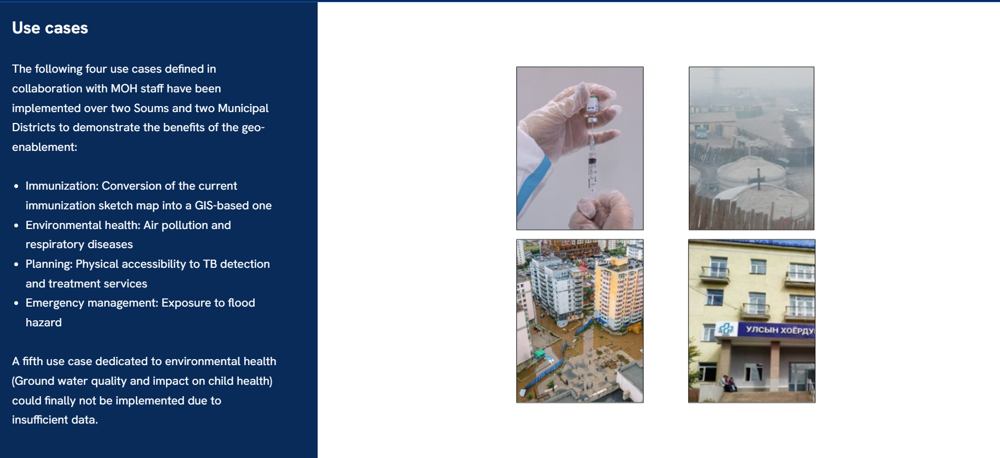 Use cases
The following four use cases defined in
collaboration with MOH staff have been
implemented over two Soums and two Municipal
Districts to demonstrate the benefits of the geo-
enablement:
• Immunization: Conversion of the current
immunization sketch map into a GIS-based one
• Environmental health: Air pollution and
respiratory diseases
• Planning: Physical accessibility to TB detection
and treatment services
• Emergency management: Exposure to flood
hazard
A fifth use case dedicated to environmental health
(Ground water quality and impact on child health)
could finally not be implemented due to
insufficient data.
УЛСЫН ХОЁРДУ